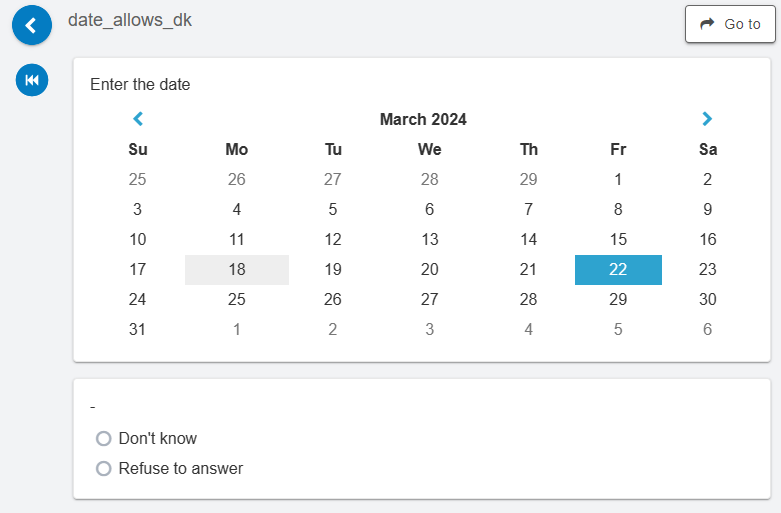 date_allows_dk
Go to
Enter the date
March 2024
Su Mo Tu We Th Fr Sa
25 26 27 28 29 1 2
3 4 5 6 7 8 9
10 11 12 13 14 15 16
17 18 19 20 21 22 23
24 25 26 27 28 29 30
31 1 2 3 4 5 6
-
Don't know
Refuse to answer